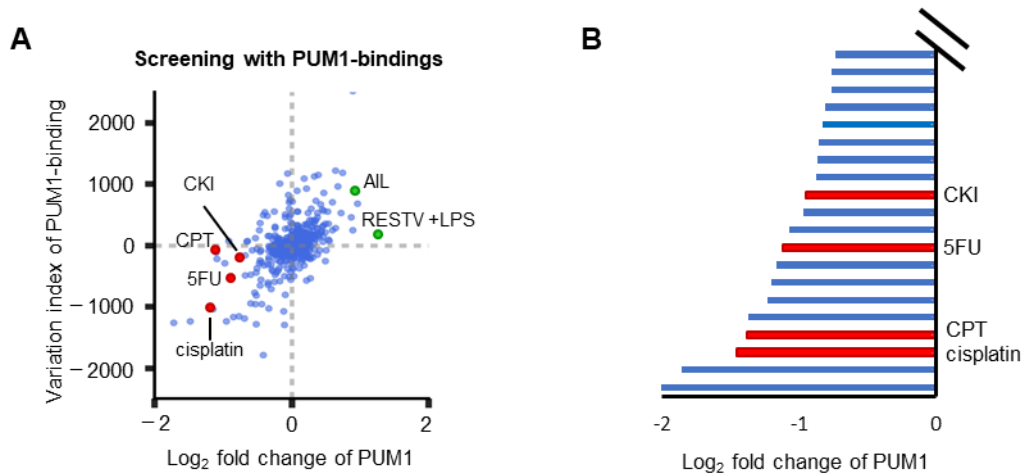 A
Screening with PUM1-bindings
Variation index of PUM1-binding
2000
1000
0
−1000
−2000
CKI
CPT
5FU
cisplatin
AIL
RESTV +LPS
−2
0
2
Log₂ fold change of PUM1
B
CKI
5FU
CPT
cisplatin
-2
-1
0
Log₂ fold change of PUM1